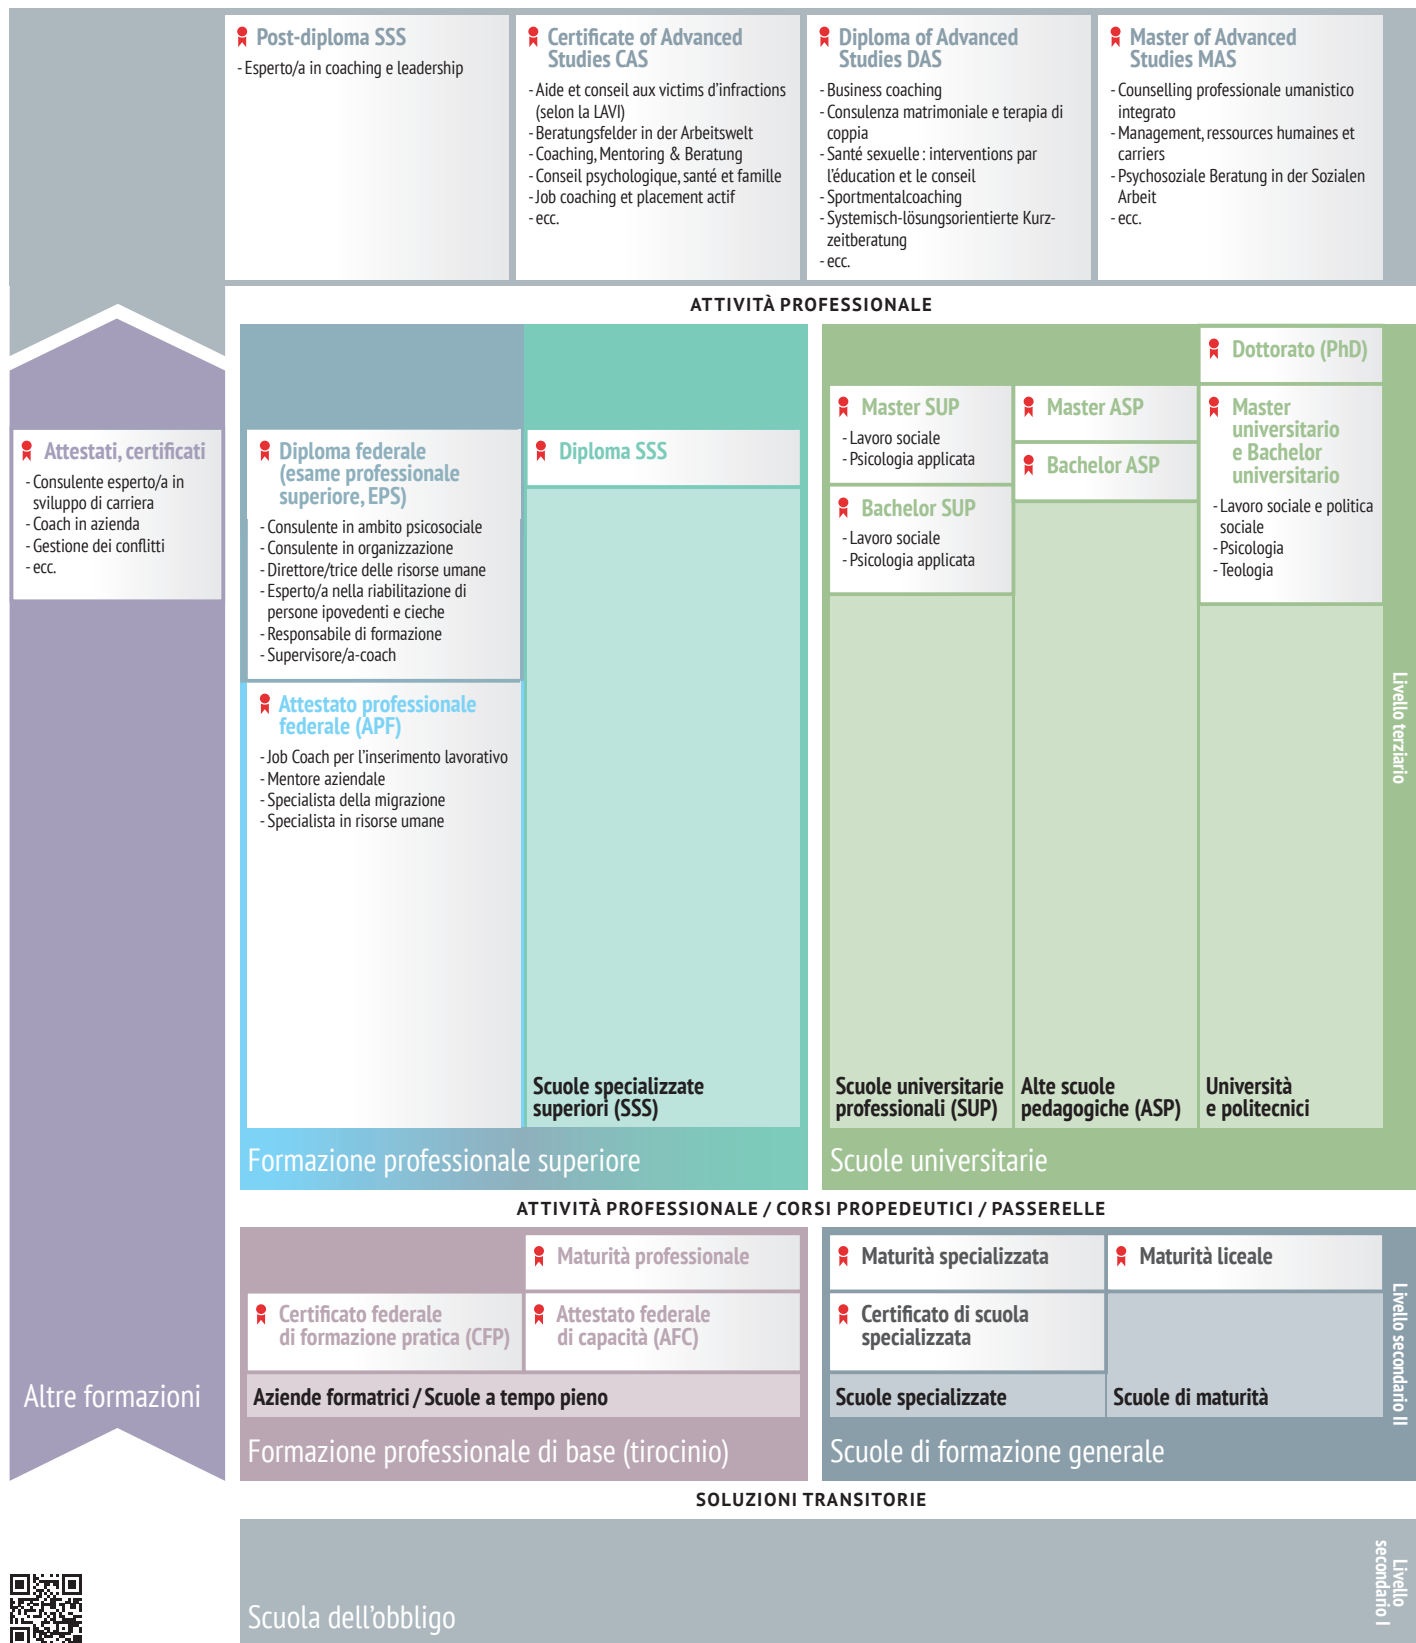 Post-diploma SSS
- Esperto/a in coaching e leadership
Certificate of Advanced
Studies CAS
- Aide et conseil aux victims d'infractions
(selon la LAVI)
- Beratungsfelder in der Arbeitswelt
- Coaching, Mentoring & Beratung
- Conseil psychologique, santé et famille
- Job coaching et placement actif
- ecc.
Diploma of Advanced
Studies DAS
- Business coaching
- Consulenza matrimoniale e terapia di
coppia
- Santé sexuelle : interventions par
l'éducation et le conseil
- Sportmentalcoaching
- Systemisch-lösungsorientierte Kurz-
zeitberatung
- ecc.
Master of Advanced
Studies MAS
- Counselling professionale umanistico
integrato
- Management, ressources humaines et
carriers
- Psychosoziale Beratung in der Sozialen
Arbeit
- ecc.
ATTIVITÀ PROFESSIONALE
Attestati, certificati
- Consulente esperto/a in
sviluppo di carriera
- Coach in azienda
- Gestione dei conflitti
- ecc.
Altre formazioni
Diploma federale
(esame professionale
superiore, EPS)
- Consulente in ambito psicosociale
- Consulente in organizzazione
- Direttore/trice delle risorse umane
- Esperto/a nella riabilitazione di
persone ipovedenti e cieche
- Responsabile di formazione
- Supervisore/a-coach
Attestato professionale
federale (APF)
- Job Coach per l'inserimento lavorativo
- Mentore aziendale
- Specialista della migrazione
- Specialista in risorse umane
Diploma SSS
Scuole specializzate
superiori (SSS)
Formazione professionale superiore
Master SUP
- Lavoro sociale
- Psicologia applicata
Bachelor SUP
- Lavoro sociale
- Psicologia applicata
Scuole universitarie
professionali (SUP)
Master ASP
Bachelor ASP
Alte scuole
pedagogiche (ASP)
Dottorato (PhD)
Master
universitario
e Bachelor
universitario
- Lavoro sociale e politica
sociale
- Psicologia
- Teologia
Università
e politecnici
Scuole universitarie
Livello terziario
ATTIVITÀ PROFESSIONALE / CORSI PROPEDEUTICI / PASSERELLE
Maturità professionale
Certificato federale
di formazione pratica (CFP)
Attestato federale
di capacità (AFC)
Aziende formatrici / Scuole a tempo pieno
Formazione professionale di base (tirocinio)
Maturità specializzata
Certificato di scuola
specializzata
Scuole specializzate
Maturità liceale
Scuole di maturità
Scuole di formazione generale
Livello secondario II
SOLUZIONI TRANSITORIE
Scuola dell'obbligo
Livello
secondario I